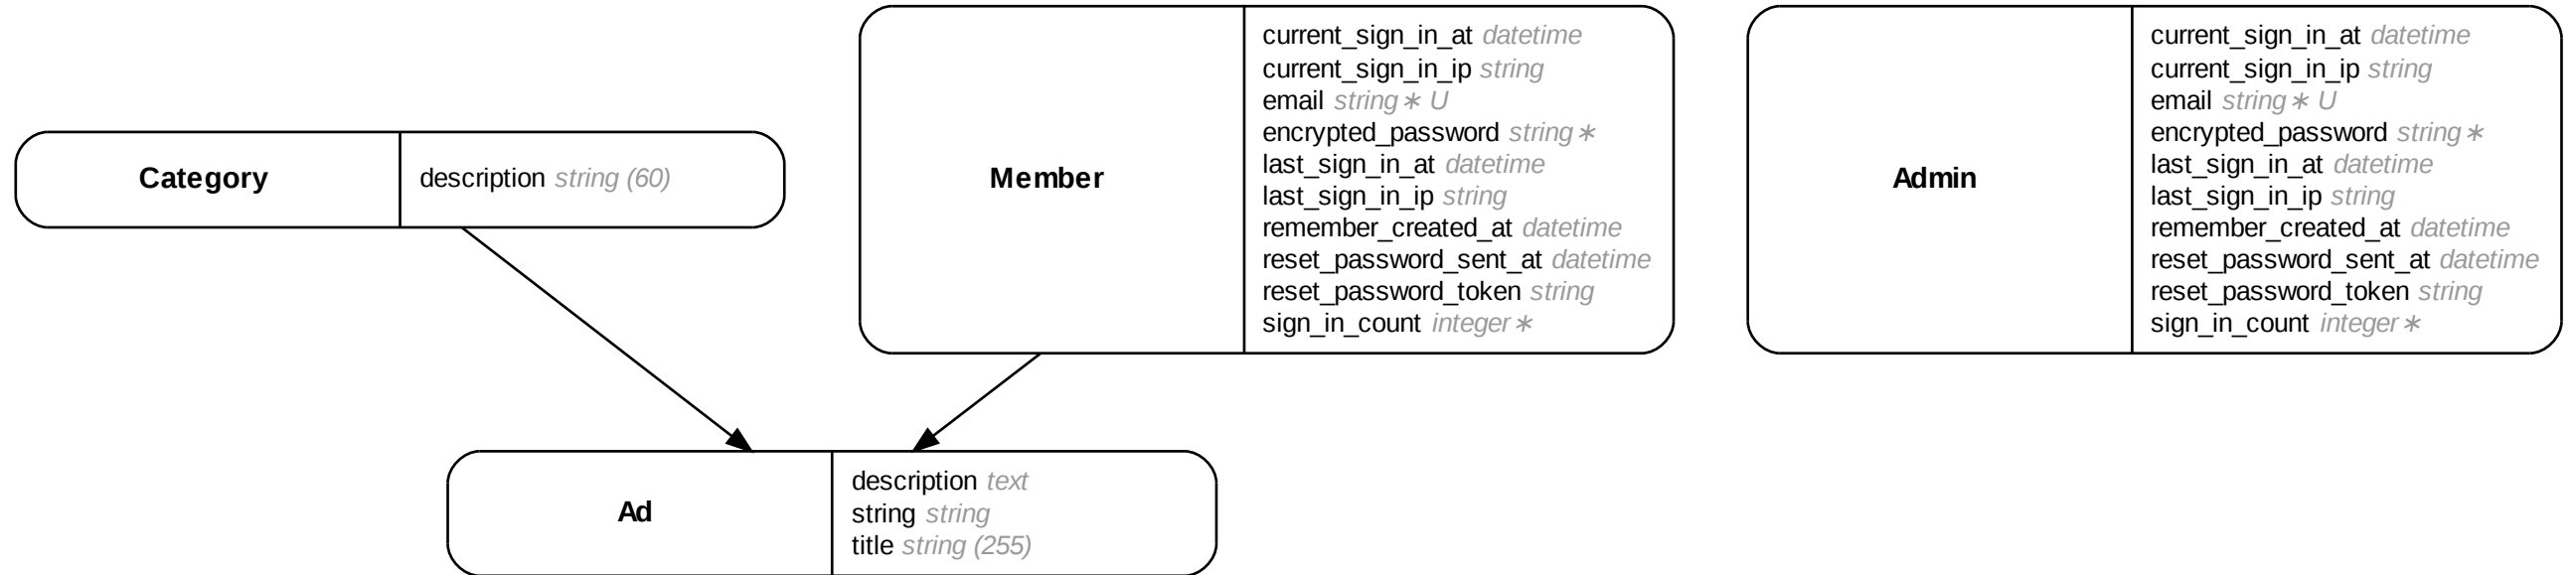 Category
description string (60)
Member
current_sign_in_at datetime
current_sign_in_ip string
email string∗ U
encrypted_password string∗
last_sign_in_at datetime
last_sign_in_ip string
remember_created_at datetime
reset_password_sent_at datetime
reset_password_token string
sign_in_count integer∗
Admin
current_sign_in_at datetime
current_sign_in_ip string
email string∗ U
encrypted_password string∗
last_sign_in_at datetime
last_sign_in_ip string
remember_created_at datetime
reset_password_sent_at datetime
reset_password_token string
sign_in_count integer∗
Ad
description text
string string
title string (255)